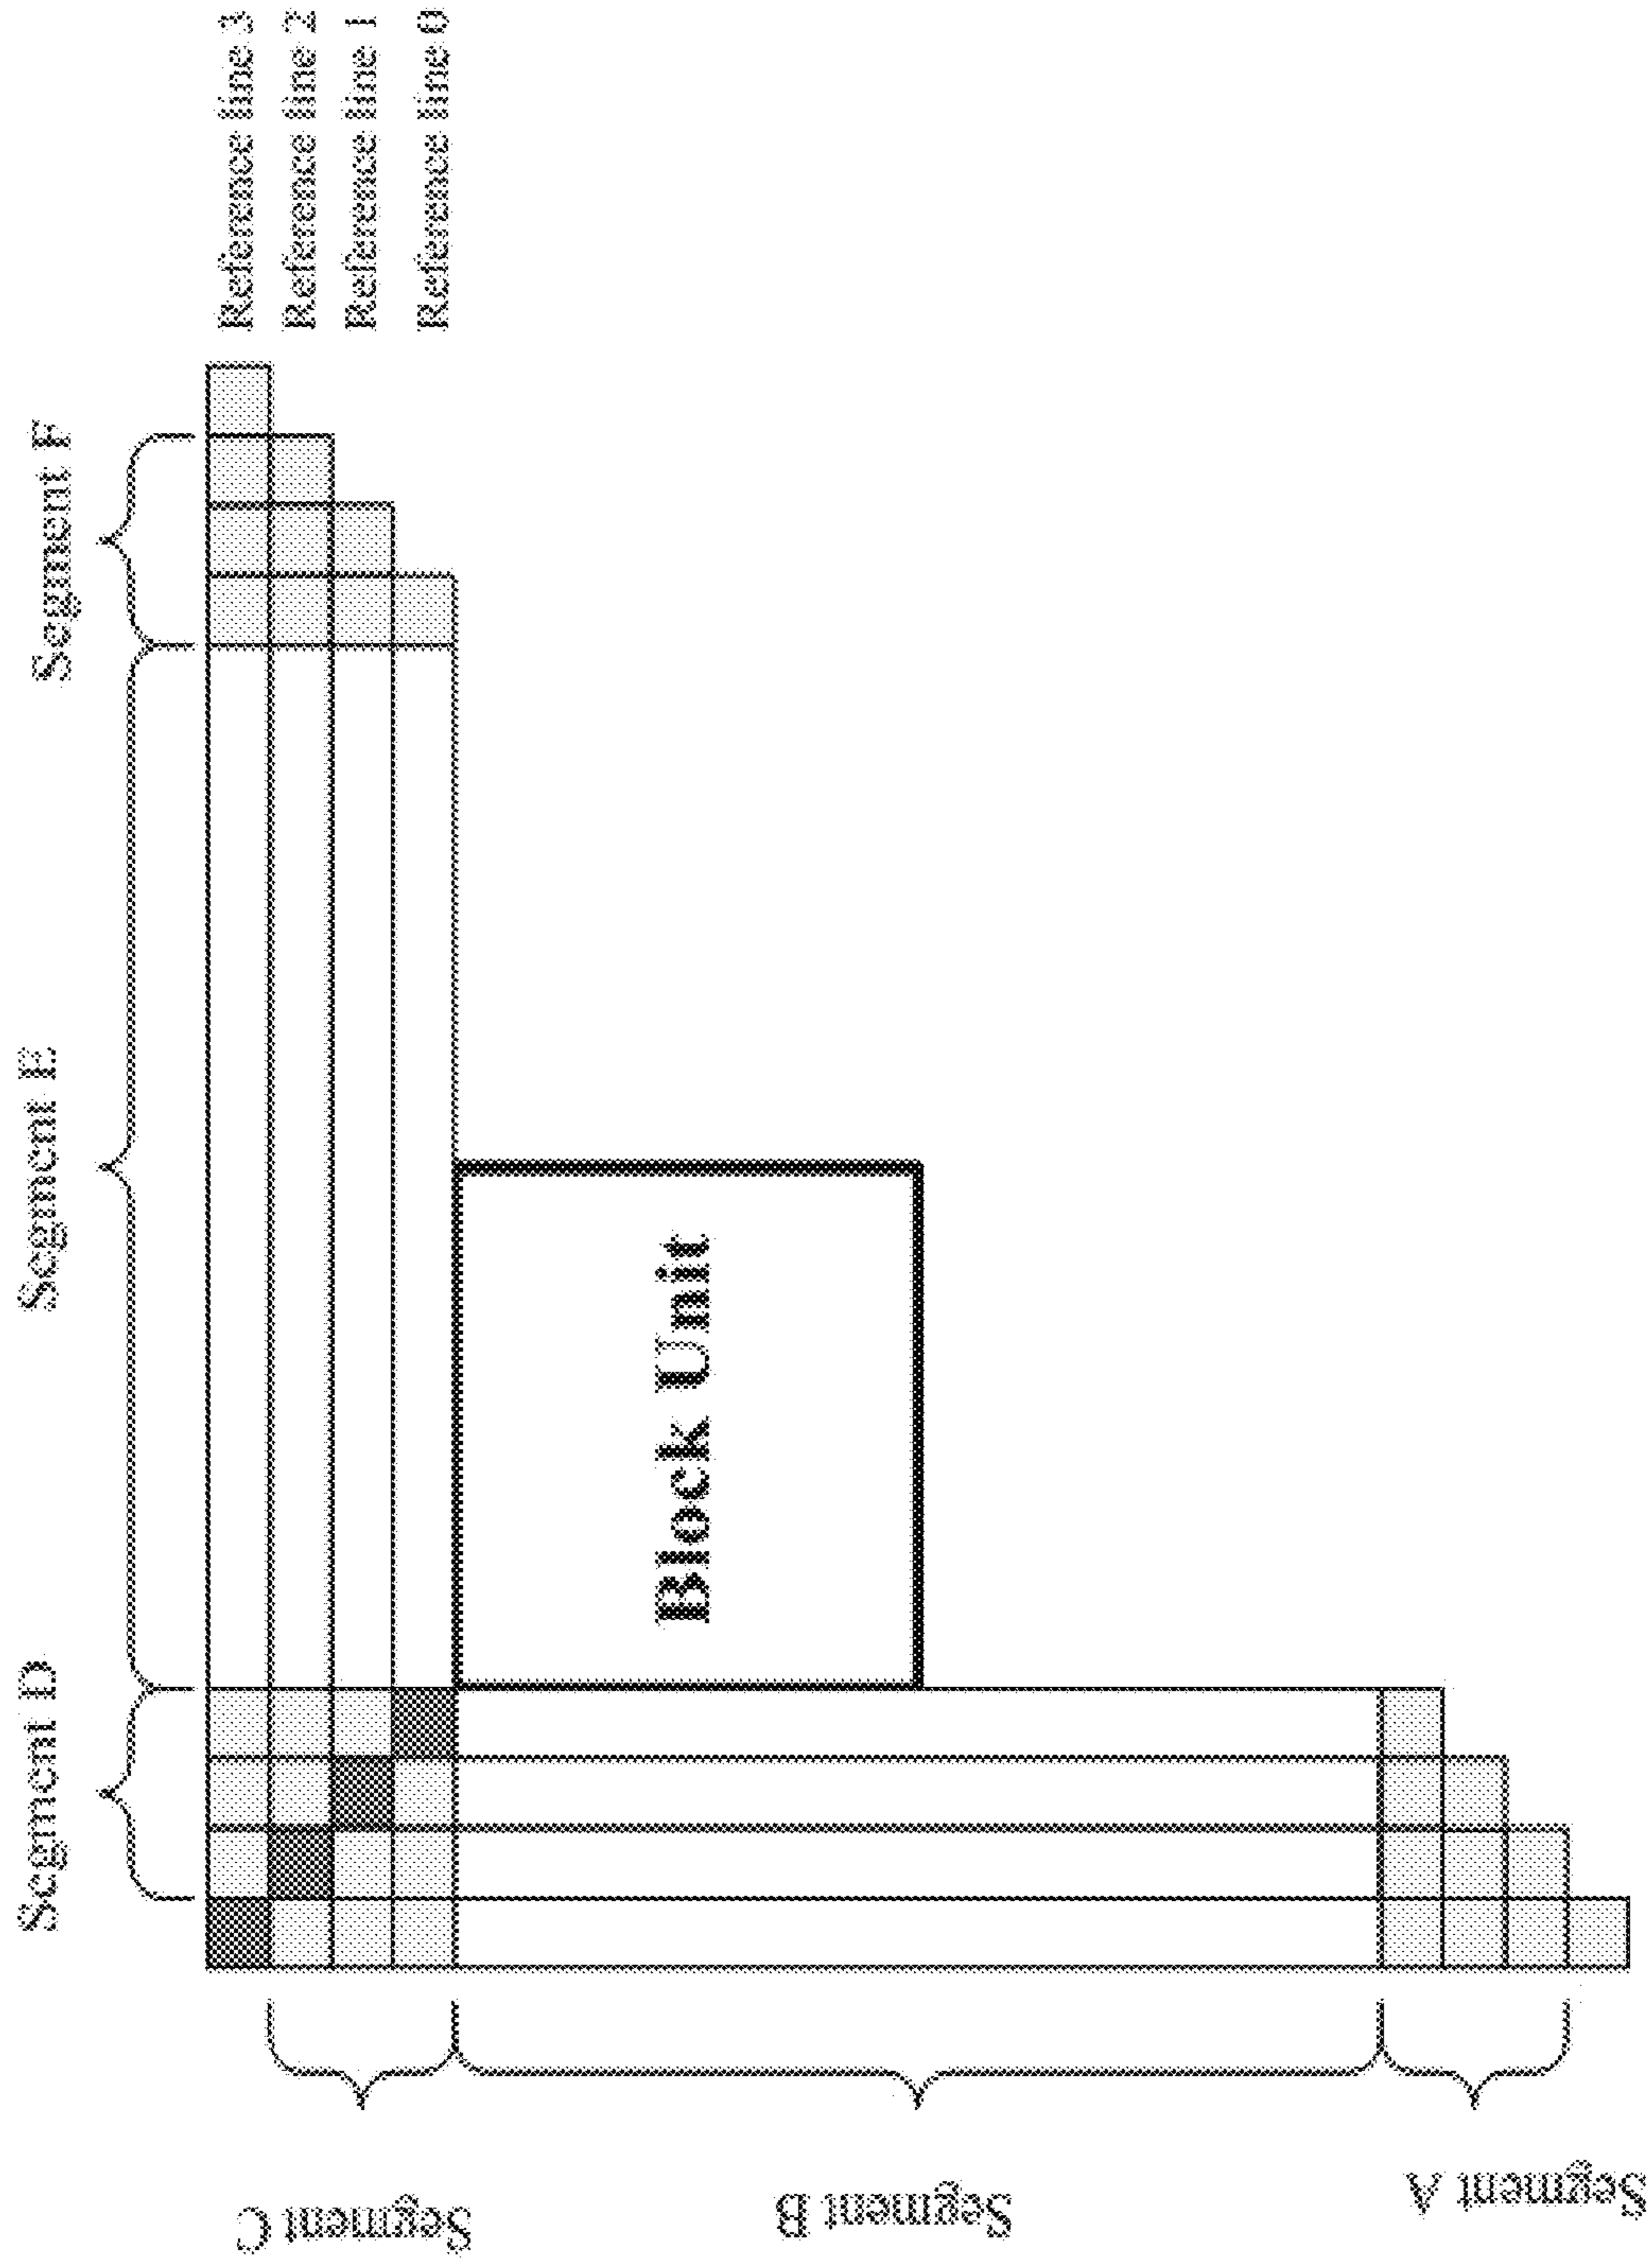 Segment D
Segment E
Segment F
Reference line 3
Reference line 2
Reference line 1
Reference line 0
Block Unit
Segment C
Segment B
Segment A